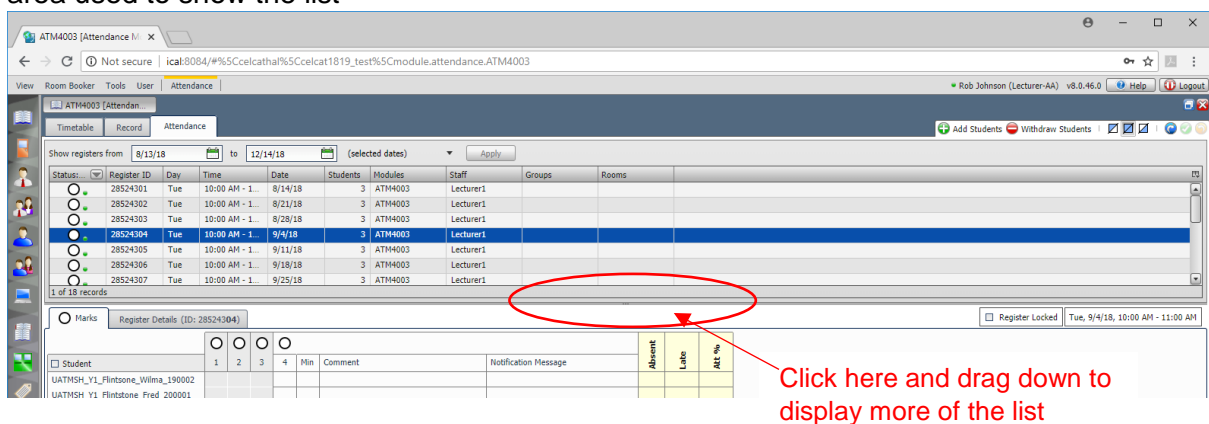 area used to show the list
ATM4003 [Attendance M
Not secure | ical:8084/#%5Ccelcathal%5Ccelcat1819_test%5Cmodule.attendance.ATM4003
View Room Booker Tools User Attendance Rob Johnson (Lecturer-AA) v8.0.46.0 Help Logout
ATM4003 [Attendan...
Timetable Record Attendance Add Students Withdraw Students
Show registers from 8/13/18 to 12/14/18 (selected dates) Apply
Status:... Register ID Day Time Date Students Modules Staff Groups Rooms
28524301 Tue 10:00 AM - 1... 8/14/18 3 ATM4003 Lecturer1
28524302 Tue 10:00 AM - 1... 8/21/18 3 ATM4003 Lecturer1
28524303 Tue 10:00 AM - 1... 8/28/18 3 ATM4003 Lecturer1
28524304 Tue 10:00 AM - 1... 9/4/18 3 ATM4003 Lecturer1
28524305 Tue 10:00 AM - 1... 9/11/18 3 ATM4003 Lecturer1
28524306 Tue 10:00 AM - 1... 9/18/18 3 ATM4003 Lecturer1
28524307 Tue 10:00 AM - 1... 9/25/18 3 ATM4003 Lecturer1
1 of 18 records
Marks Register Details (ID: 28524304) Register Locked Tue, 9/4/18, 10:00 AM - 11:00 AM
Student 1 2 3 4 Min Comment Notification Message Absent Late Att %
UATMSH_Y1_Flintsone_Wilma_190002
UATMSH_Y1_Flintstone_Fred_200001
Click here and drag down to
display more of the list